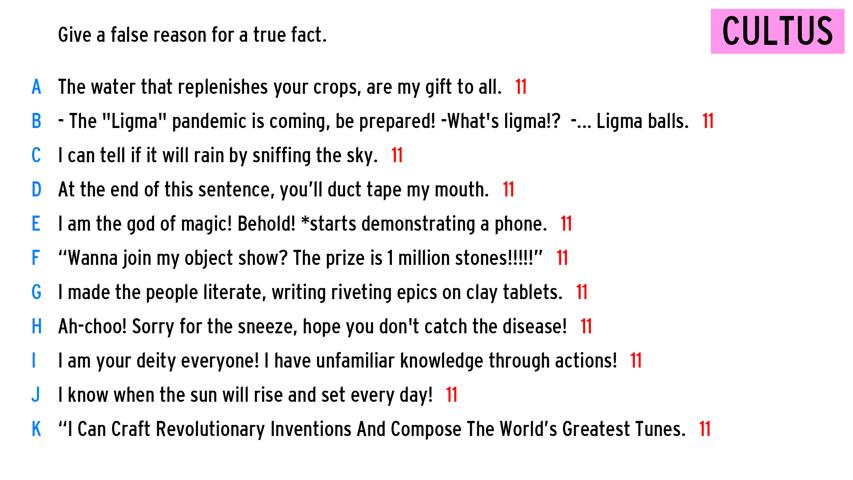 Give a false reason for a true fact.
CULTUS
A The water that replenishes your crops, are my gift to all. 11
B - The "Ligma" pandemic is coming, be prepared! -What's ligma!? -... Ligma balls. 11
C I can tell if it will rain by sniffing the sky. 11
D At the end of this sentence, you’ll duct tape my mouth. 11
E I am the god of magic! Behold! *starts demonstrating a phone. 11
F “Wanna join my object show? The prize is 1 million stones!!!!!” 11
G I made the people literate, writing riveting epics on clay tablets. 11
H Ah-choo! Sorry for the sneeze, hope you don't catch the disease! 11
I I am your deity everyone! I have unfamiliar knowledge through actions! 11
J I know when the sun will rise and set every day! 11
K “I Can Craft Revolutionary Inventions And Compose The World’s Greatest Tunes. 11